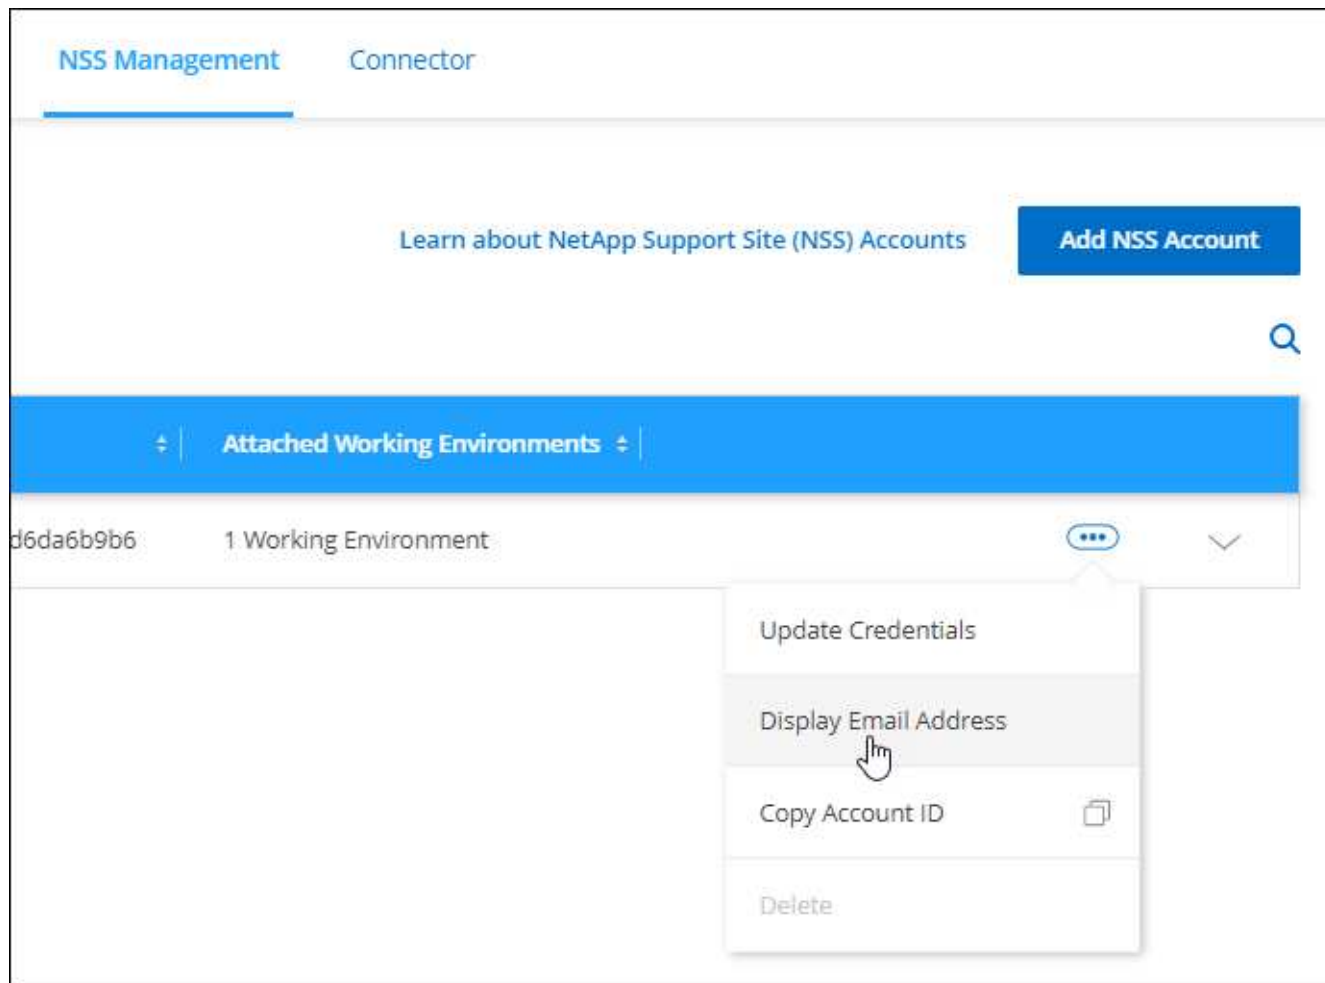 NSS Management Connector
Learn about NetApp Support Site (NSS) Accounts Add NSS Account
Attached Working Environments
d6da6b9b6 1 Working Environment
Update Credentials
Display Email Address
Copy Account ID
Delete